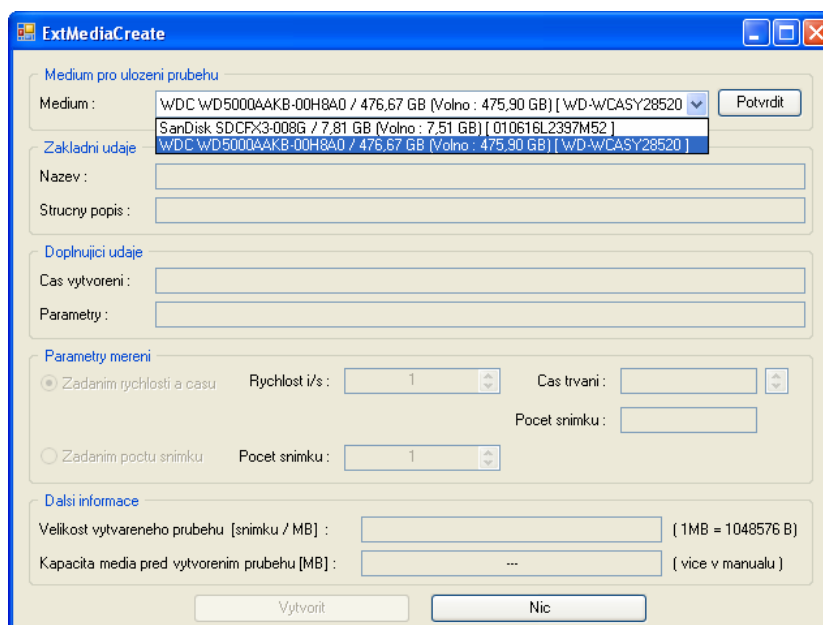 ExtMediaCreate
Medium pro ulozeni prubehu
Medium : WDC WD5000AAKB-00H8A0 / 476,67 GB (Volno : 475,90 GB) [ WD-WCASY28520 Potvrdit
SanDisk SDCFX3-008G / 7,81 GB (Volno : 7,51 GB) [ 010616L2397M52 ]
WDC WD5000AAKB-00H8A0 / 476,67 GB (Volno : 475,90 GB) [ WD-WCASY28520 ]
Zakladni udaje
Nazev :
Strucny popis :
Doplnujici udaje
Cas vytvoreni :
Parametry :
Parametry mereni
Zadanim rychlosti a casu Rychlost i/s : 1 Cas trvani :
Pocet snimku :
Zadanim poctu snimku Pocet snimku : 1
Dalsi informace
Velikost vytvareneho prubehu [snimku / MB] : ( 1MB = 1048576 B)
Kapacita media pred vytvorenim prubehu [MB] : --- ( vice v manualu )
Vytvorit Nic